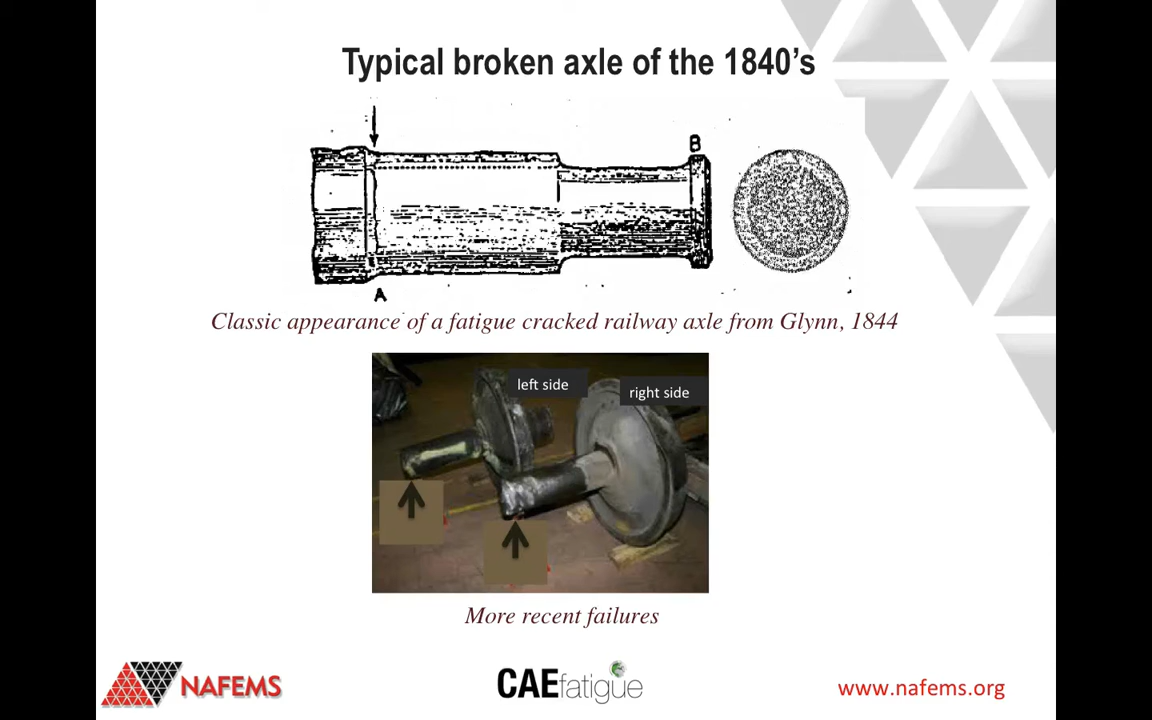 Typical broken axle of the 1840’s
B
A
Classic appearance of a fatigue cracked railway axle from Glynn, 1844
left side
right side
More recent failures
NAFEMS
CAEfatigue
www.nafems.org